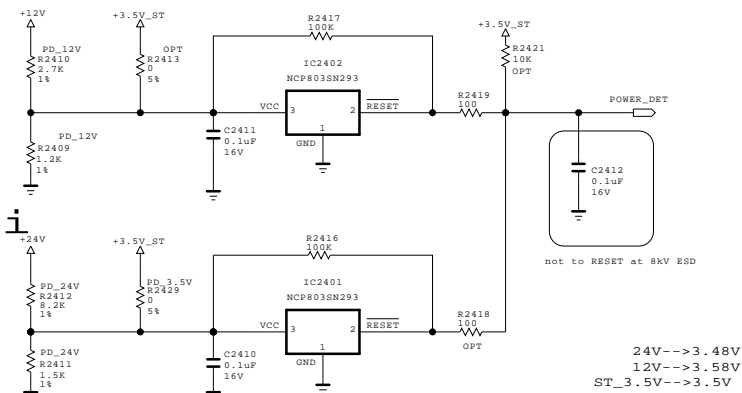 +12V
+3.5V_ST
R2417
100K
+3.5V_ST
PD_12V
R2410
2.7K
1%
OPT
R2413
0
5%
IC2402
NCP803SN293
R2421
10K
OPT
VCC
3
2
RESET
R2419
100
POWER_DET
1
GND
PD_12V
R2409
1.2K
1%
C2411
0.1uF
16V
C2412
0.1uF
16V
not to RESET at 8kV ESD
i
+24V
+3.5V_ST
R2416
100K
PD_24V
R2412
8.2K
1%
PD_3.5V
R2429
0
5%
IC2401
NCP803SN293
VCC
3
2
RESET
R2418
100
OPT
1
GND
PD_24V
R2411
1.5K
1%
C2410
0.1uF
16V
24V-->3.48V
12V-->3.58V
ST_3.5V-->3.5V